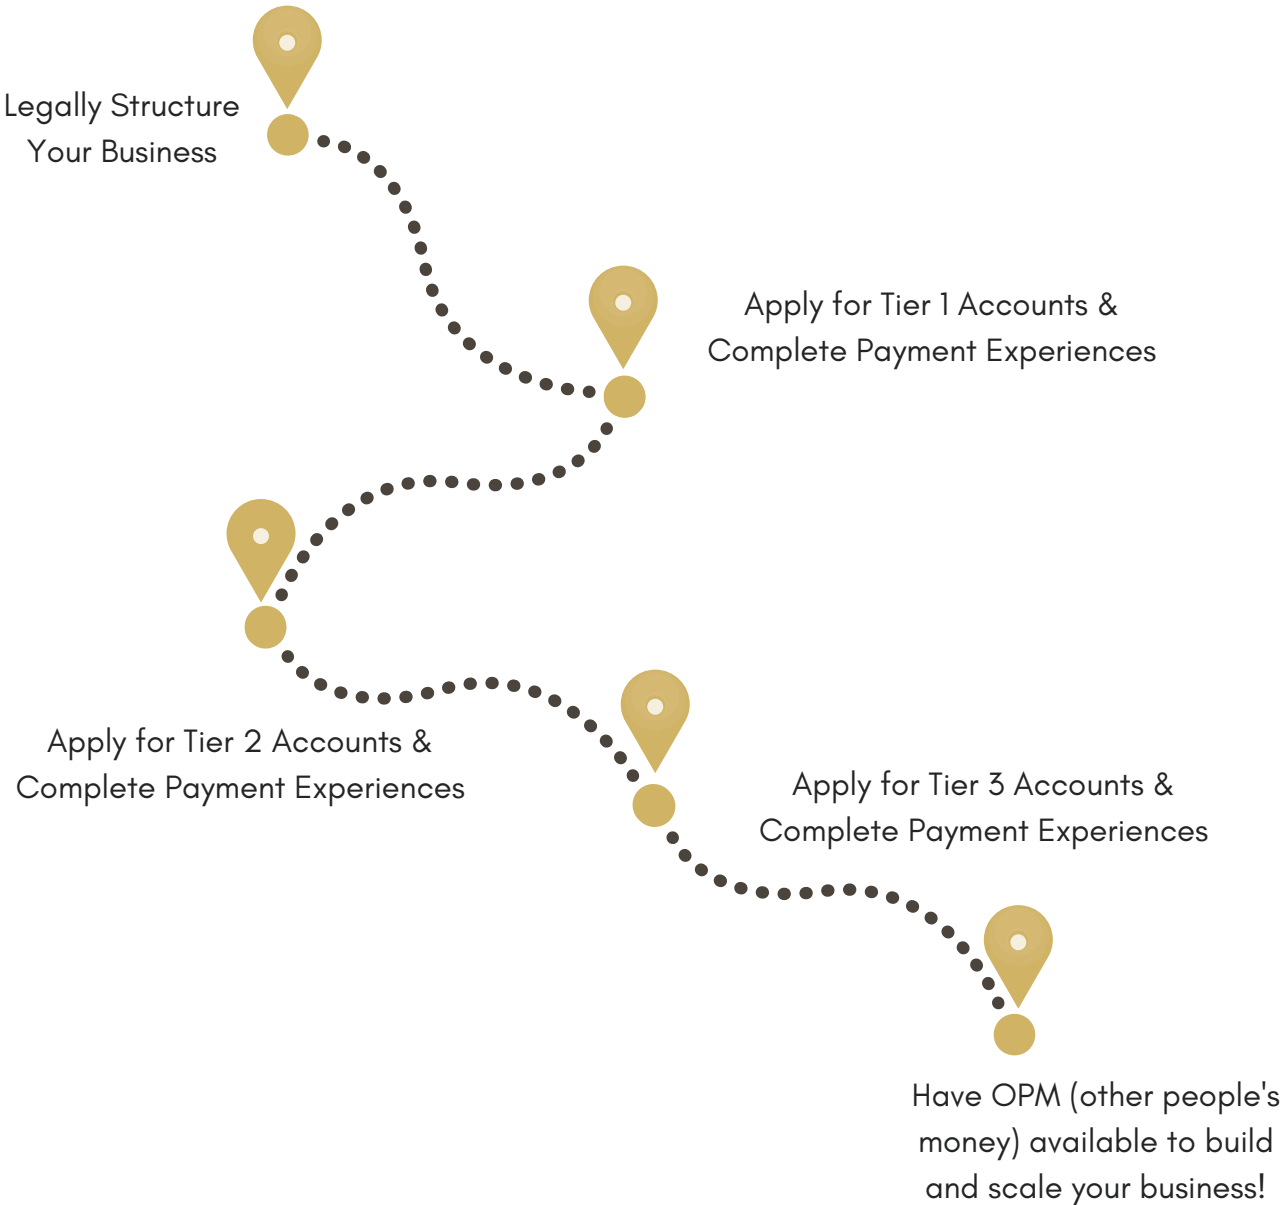 Legally Structure
Your Business
Apply for Tier 1 Accounts &
Complete Payment Experiences
Apply for Tier 2 Accounts &
Complete Payment Experiences
Apply for Tier 3 Accounts &
Complete Payment Experiences
Have OPM (other people's
money) available to build
and scale your business!